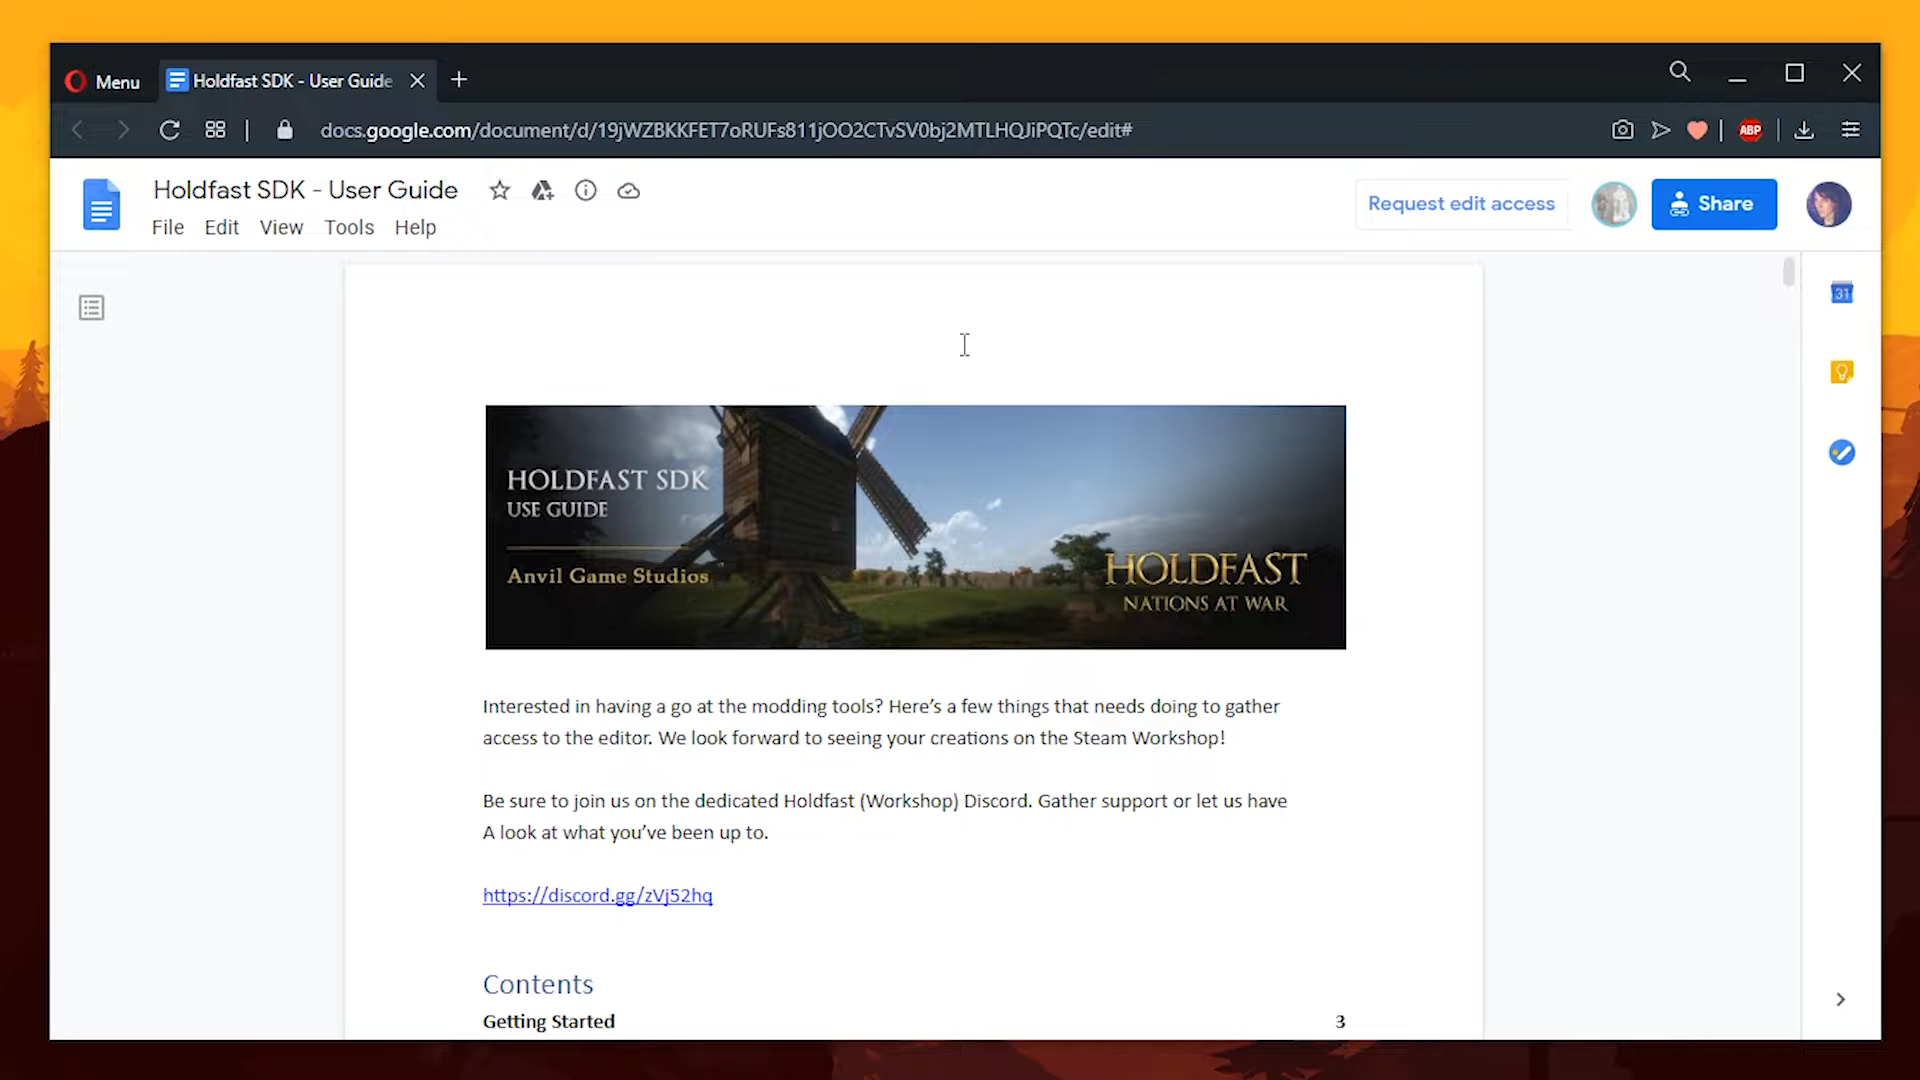 Menu
Holdfast SDK - User Guide
docs.google.com/document/d/19jWZBKKFET7oRUFs811jOO2CTvSV0bj2MTLHQJiPQTc/edit#
ABP
Holdfast SDK - User Guide
Request edit access
Share
File Edit View Tools Help
31
HOLDFAST SDK
USE GUIDE
Anvil Game Studios
HOLDFAST
NATIONS AT WAR
Interested in having a go at the modding tools? Here’s a few things that needs doing to gather
access to the editor. We look forward to seeing your creations on the Steam Workshop!
Be sure to join us on the dedicated Holdfast (Workshop) Discord. Gather support or let us have
A look at what you’ve been up to.
https://discord.gg/zVj52hq
Contents
Getting Started 3